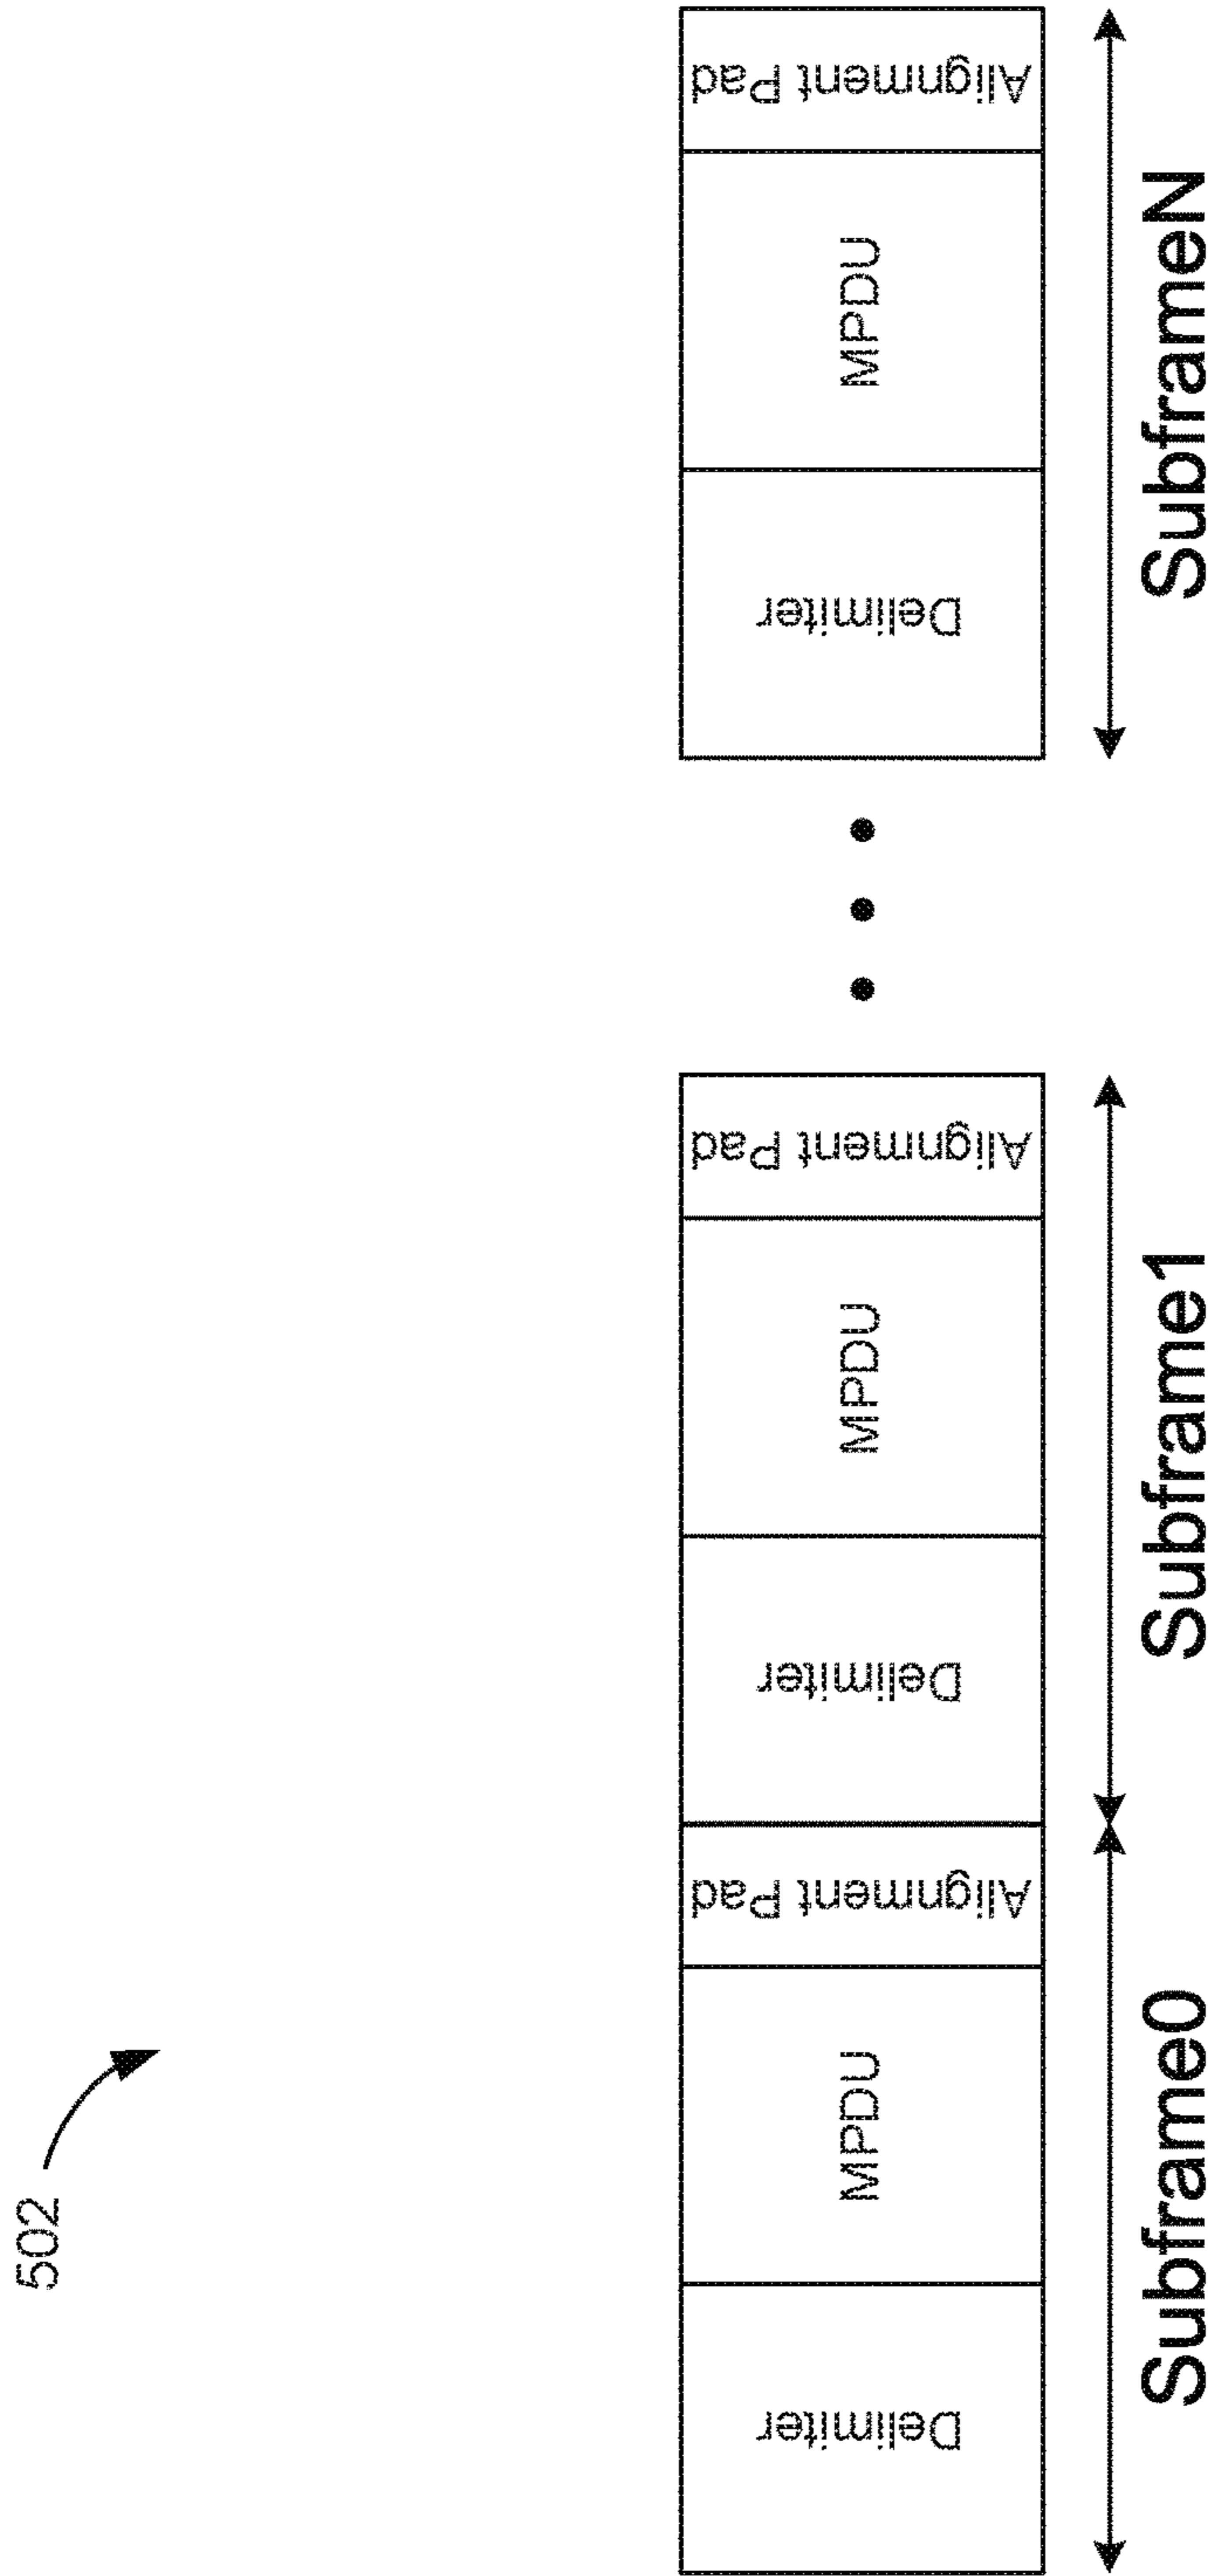 502
Delimiter
MPDU
Alignment Pad
Delimiter
MPDU
Alignment Pad
Delimiter
MPDU
Alignment Pad
Subframe0
Subframe1
SubframeN